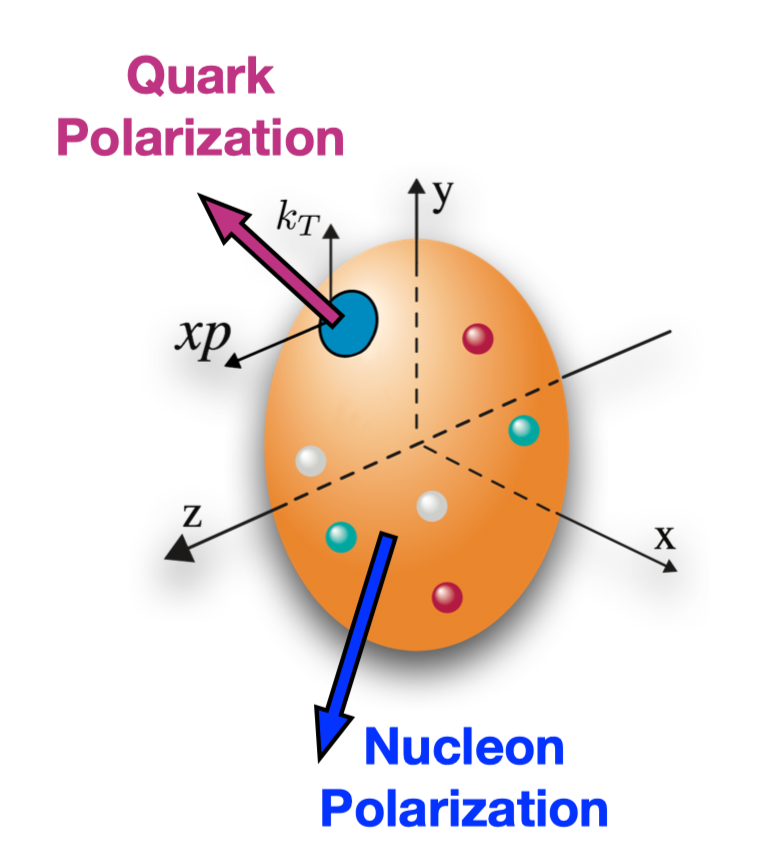 Quark
Polarization
k_T
y
xp
z
x
Nucleon
Polarization